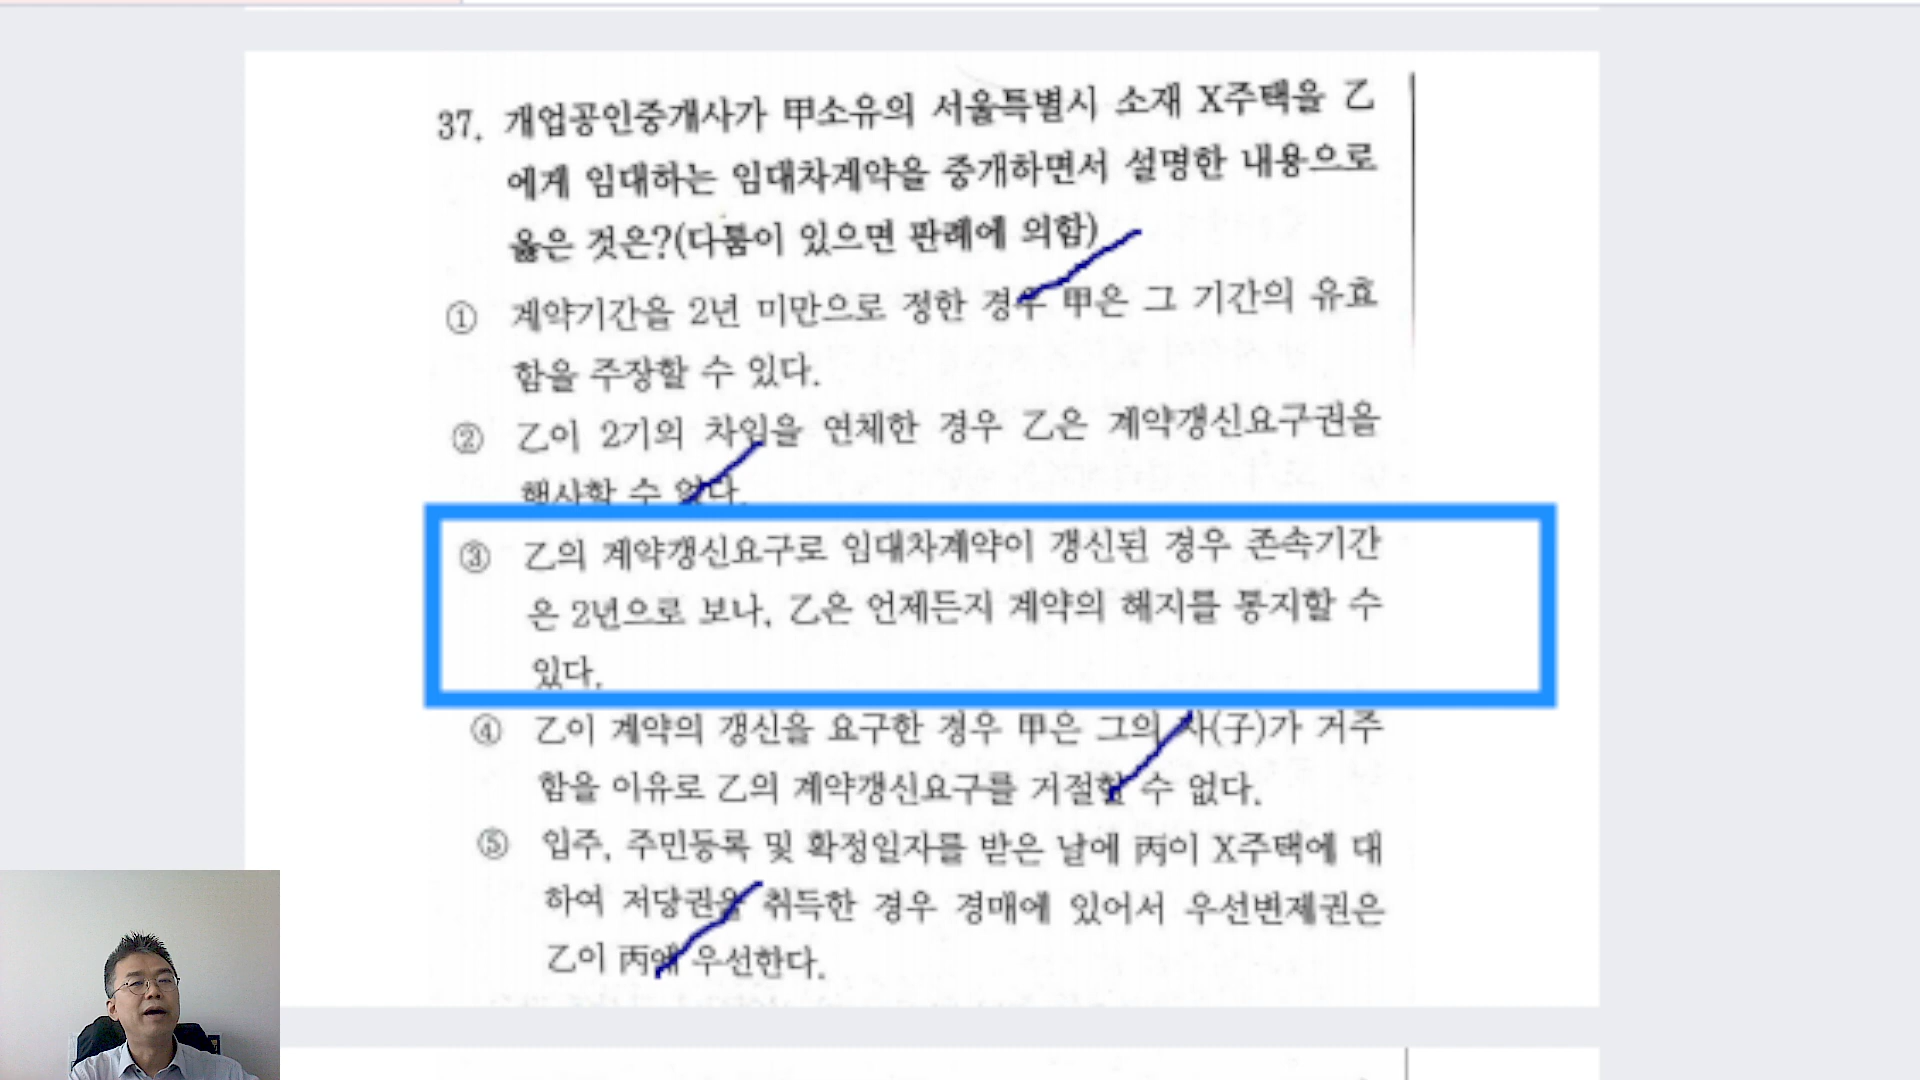 37. 개업공인중개사가 甲소유의 서울특별시 소재 X주택을 乙
에게 임대하는 임대차계약을 중개하면서 설명한 내용으로
옳은 것은?(다툼이 있으면 판례에 의함)
① 계약기간을 2년 미만으로 정한 경우 甲은 그 기간의 유효
함을 주장할 수 있다.
② 乙이 2기의 차임을 연체한 경우 乙은 계약갱신요구권을
행사할 수 없다.
③ 乙의 계약갱신요구로 임대차계약이 갱신된 경우 존속기간
은 2년으로 보나, 乙은 언제든지 계약의 해지를 통지할 수
있다.
④ 乙이 계약의 갱신을 요구한 경우 甲은 그의 자(子)가 거주
함을 이유로 乙의 계약갱신요구를 거절할 수 없다.
⑤ 입주, 주민등록 및 확정일자를 받은 날에 丙이 X주택에 대
하여 저당권을 취득한 경우 경매에 있어서 우선변제권은
乙이 丙에 우선한다.